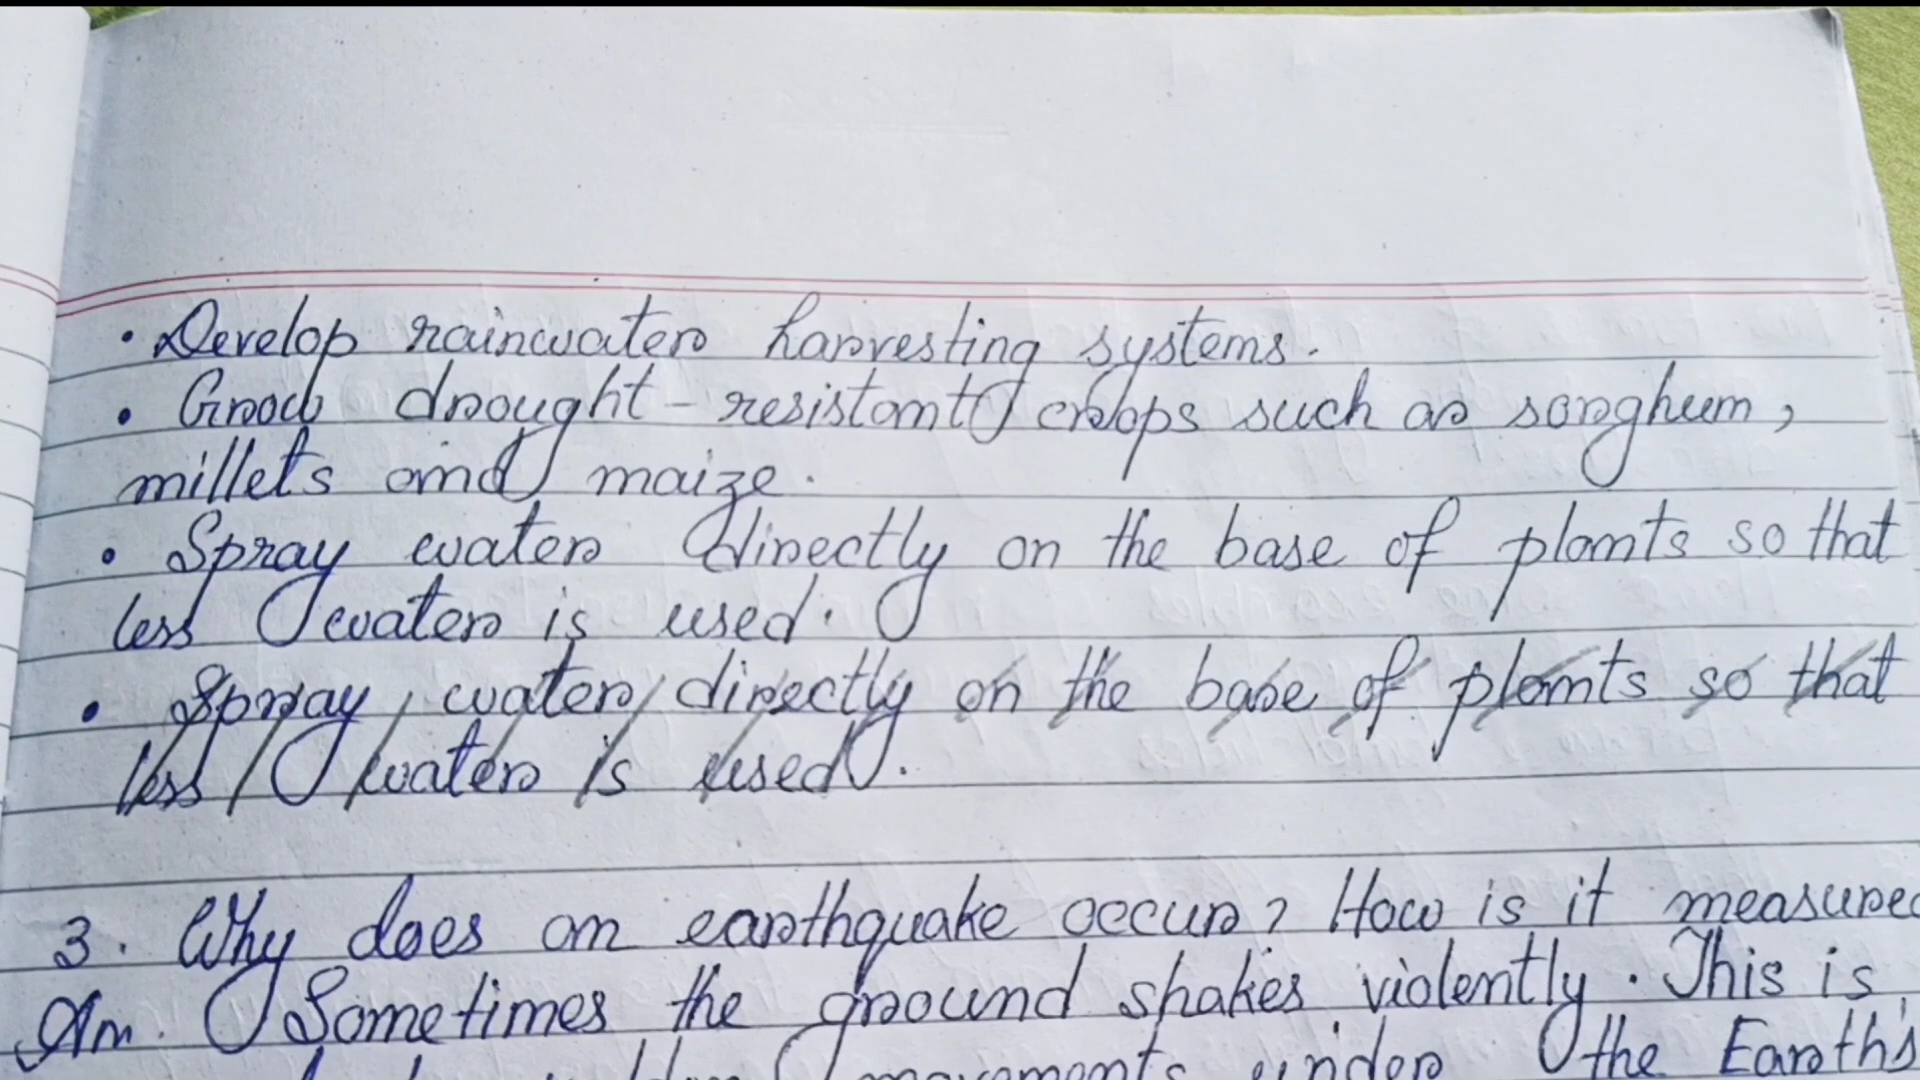 • Develop rainwater harvesting systems.
• Grow drought-resistant crops such as sorghum,
millets and maize.
• Spray water directly on the base of plants so that
less water is used.
• Spray water directly on the base of plants so that
less water is used.
3. Why does an earthquake occur? How is it measured
Ans. Sometimes the ground shakes violently. This is
movements under the Earth's